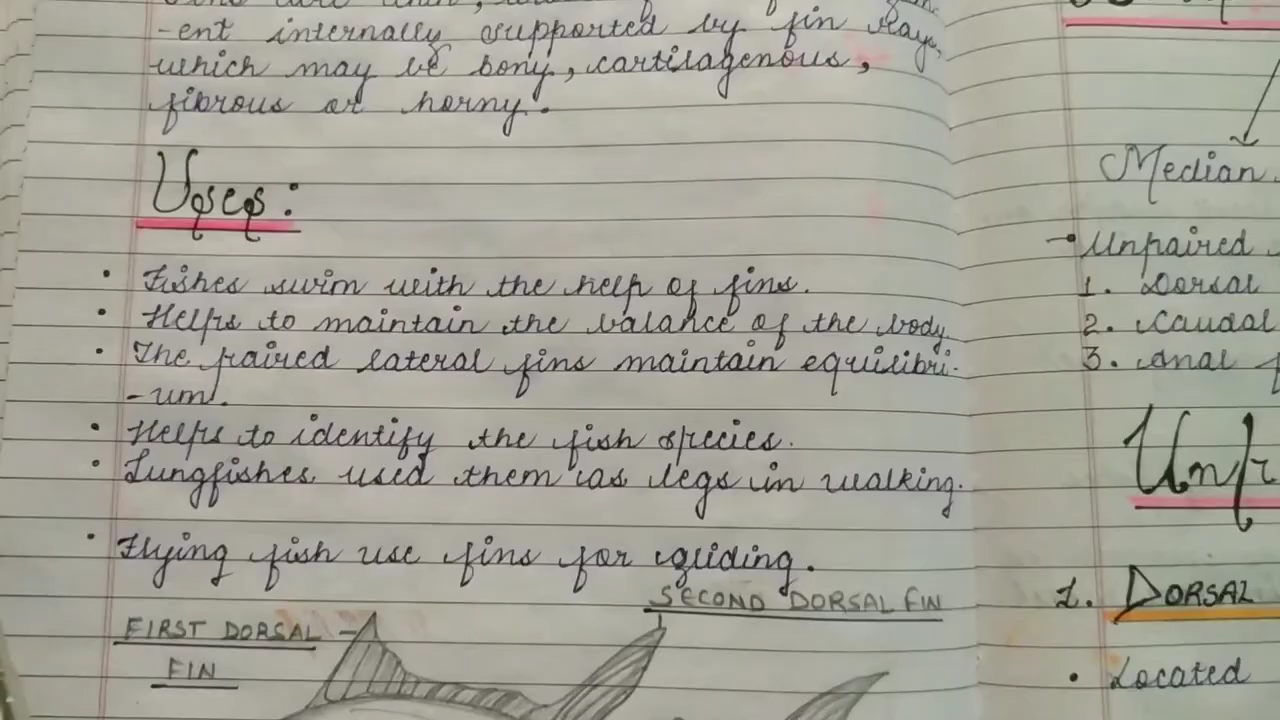 -ent internally supported by fin rays
which may be bony, cartilagenous,
fibrous or horny.
Uses:
• Fishes swim with the help of fins.
• Helps to maintain the balance of the body.
• The paired lateral fins maintain equilibri-
-um.
• Helps to identify the fish species.
• Lungfishes used them as legs in walking.
• Flying fish use fins for gliding.
FIRST DORSAL
FIN
SECOND DORSAL FIN
Median
→ Unpaired
1. Dorsal
2. Caudal
3. Anal
1. DORSAL
• Located